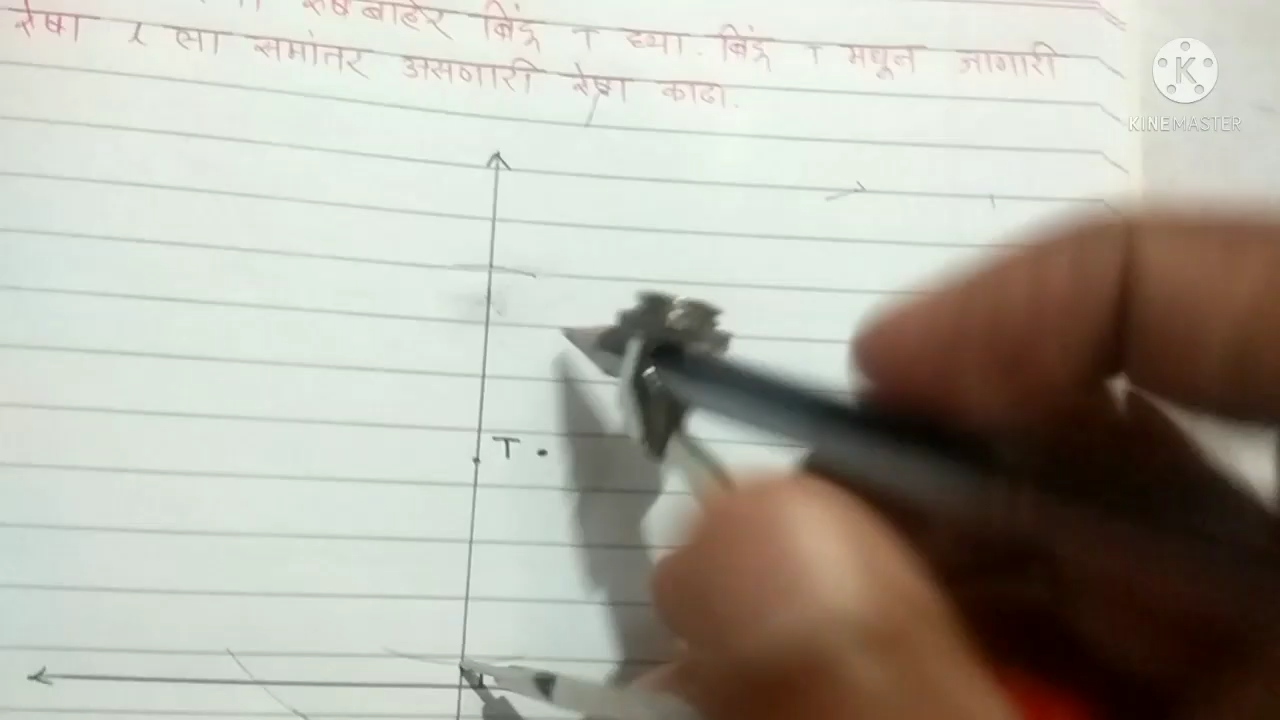 रेषेबाहेर बिंदू T घ्या. बिंदू T मधून जाणारी
रेषा l ला समांतर असणारी रेषा काढा.
T
KINEMASTER